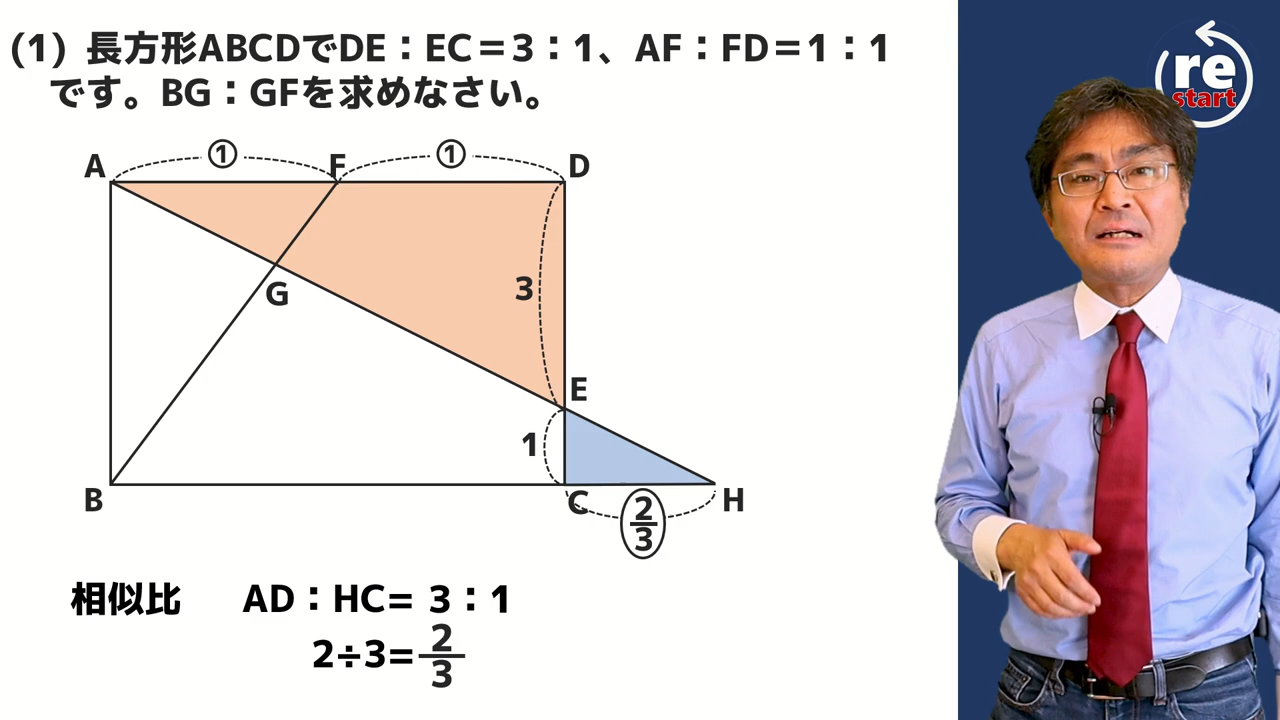 (1) 長方形ABCDでDE：EC＝3：1、AF：FD＝1：1
です。BG：GFを求めなさい。
re
start
① ①
A F D
3
G
E
1
B C H
2/3
相似比 AD：HC= 3：1
2÷3=2/3